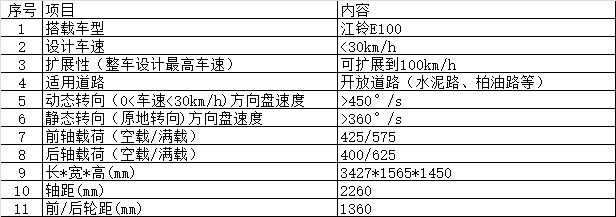 序号 项目 内容
1 搭载车型 江铃E100
2 设计车速 <30km/h
3 扩展性（整车设计最高车速） 可扩展到100km/h
4 适用道路 开放道路（水泥路、柏油路等）
5 动态转向（0<车速<30km/h)方向盘速度 >450°/s
6 静态转向（原地转向)方向盘速度 >360°/s
7 前轴载荷（空载/满载） 425/575
8 后轴载荷（空载/满载） 400/625
9 长*宽*高(mm) 3427*1565*1450
10 轴距(mm) 2260
11 前/后轮距(mm) 1360